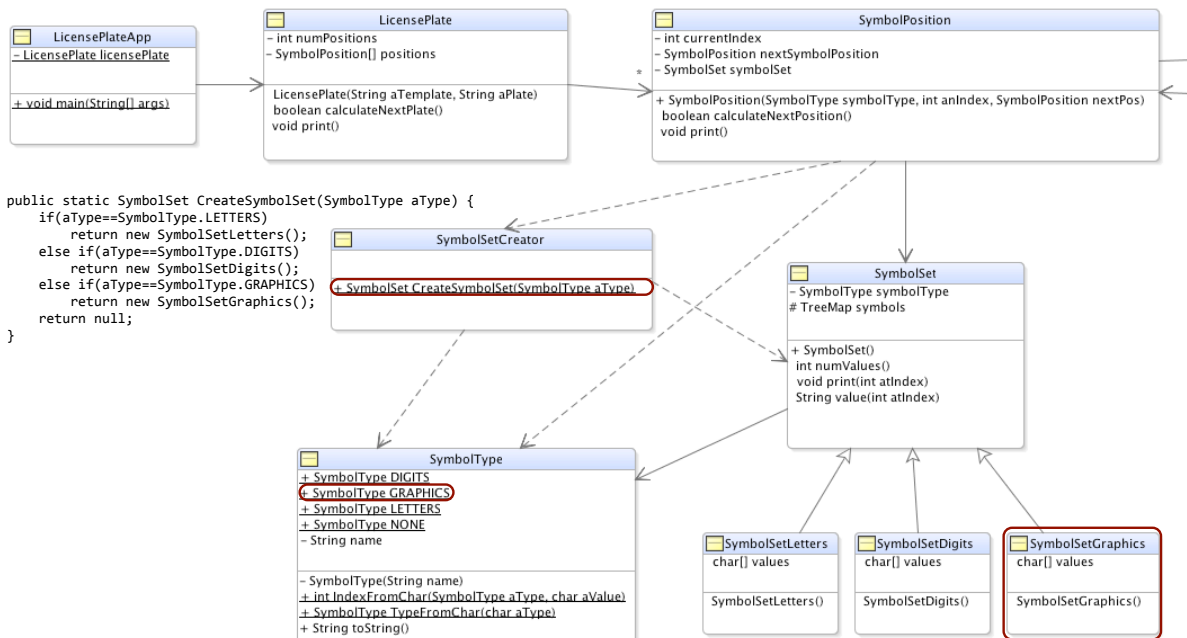 LicensePlateApp
– LicensePlate licensePlate
+ void main(String[] args)
LicensePlate
– int numPositions
– SymbolPosition[] positions
LicensePlate(String aTemplate, String aPlate)
boolean calculateNextPlate()
void print()
*
SymbolPosition
– int currentIndex
– SymbolPosition nextSymbolPosition
– SymbolSet symbolSet
+ SymbolPosition(SymbolType symbolType, int anIndex, SymbolPosition nextPos)
boolean calculateNextPosition()
void print()
public static SymbolSet CreateSymbolSet(SymbolType aType) {
if(aType==SymbolType.LETTERS)
return new SymbolSetLetters();
else if(aType==SymbolType.DIGITS)
return new SymbolSetDigits();
else if(aType==SymbolType.GRAPHICS)
return new SymbolSetGraphics();
return null;
}
SymbolSetCreator
+ SymbolSet CreateSymbolSet(SymbolType aType)
SymbolSet
– SymbolType symbolType
# TreeMap symbols
+ SymbolSet()
int numValues()
void print(int atIndex)
String value(int atIndex)
SymbolType
+ SymbolType DIGITS
+ SymbolType GRAPHICS
+ SymbolType LETTERS
+ SymbolType NONE
– String name
– SymbolType(String name)
+ int IndexFromChar(SymbolType aType, char aValue)
+ SymbolType TypeFromChar(char aType)
+ String toString()
SymbolSetLetters
char[] values
SymbolSetLetters()
SymbolSetDigits
char[] values
SymbolSetDigits()
SymbolSetGraphics
char[] values
SymbolSetGraphics()